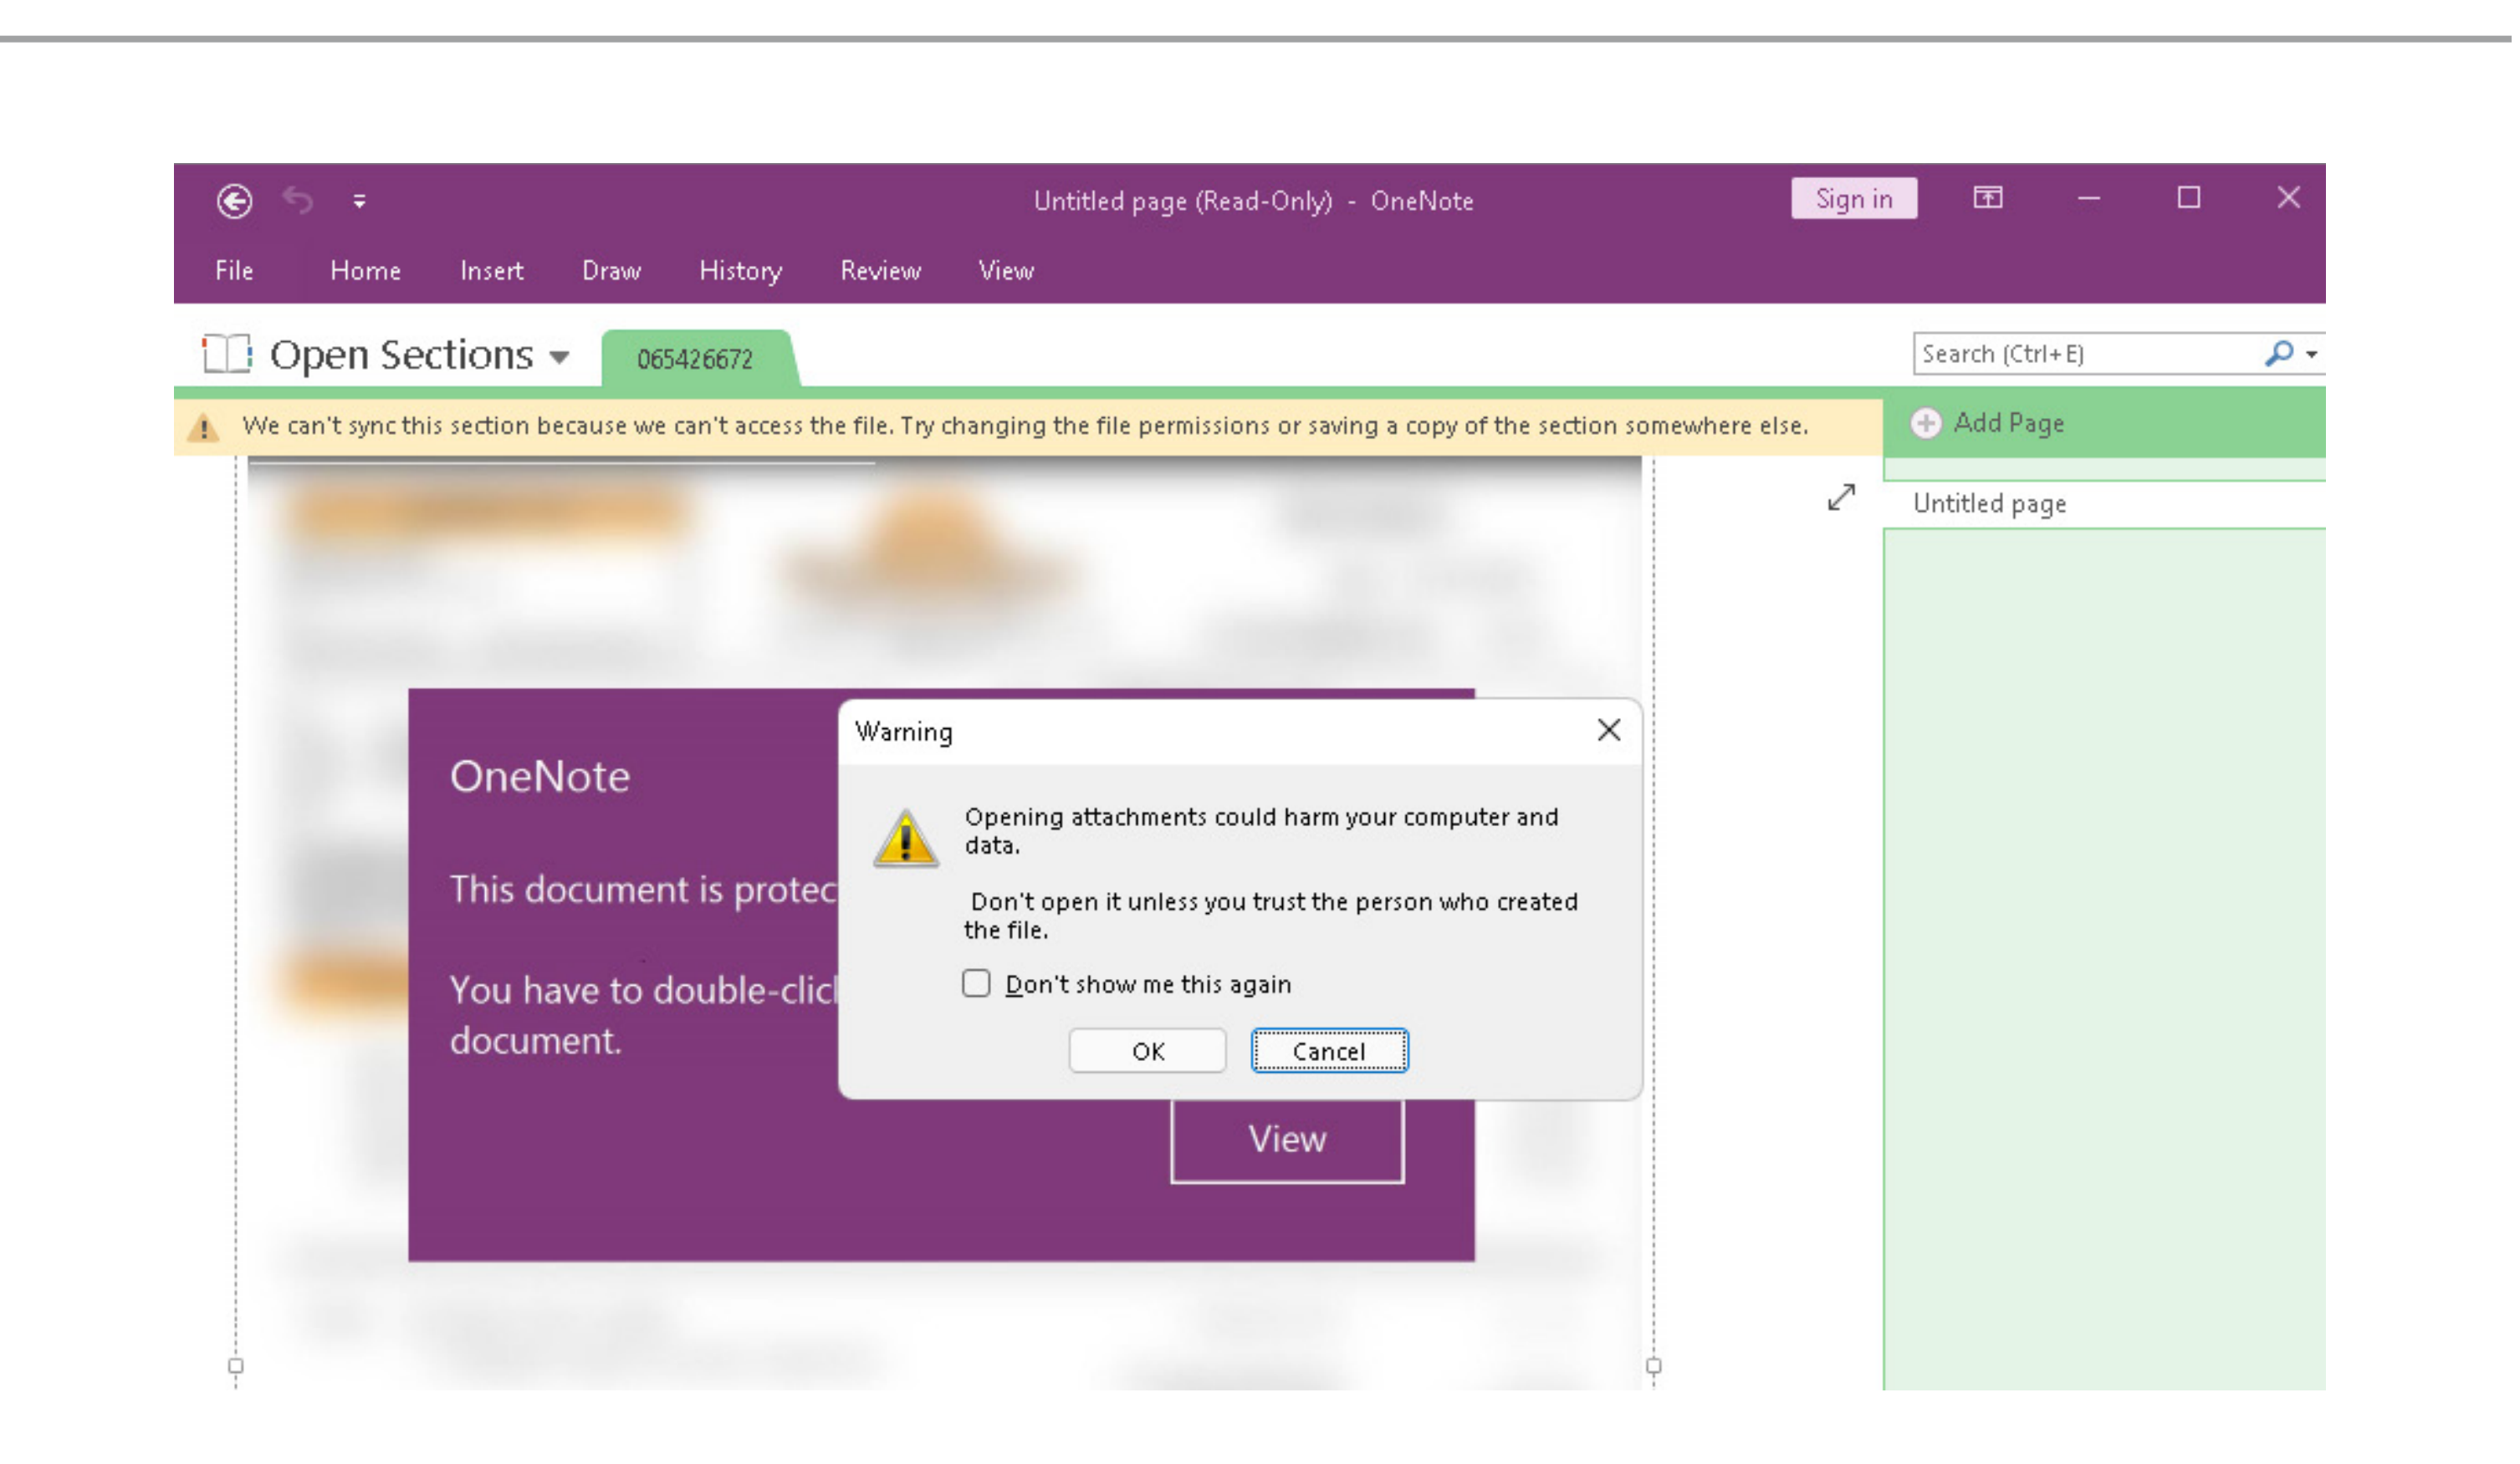 Untitled page (Read-Only) - OneNote
Sign in
File Home Insert Draw History Review View
Open Sections
065426672
Search (Ctrl+E)
We can't sync this section because we can't access the file. Try changing the file permissions or saving a copy of the section somewhere else.
Add Page
Untitled page
OneNote
This document is protec
You have to double-clic
document.
View
Warning
Opening attachments could harm your computer and
data.
Don't open it unless you trust the person who created
the file.
Don't show me this again
OK Cancel